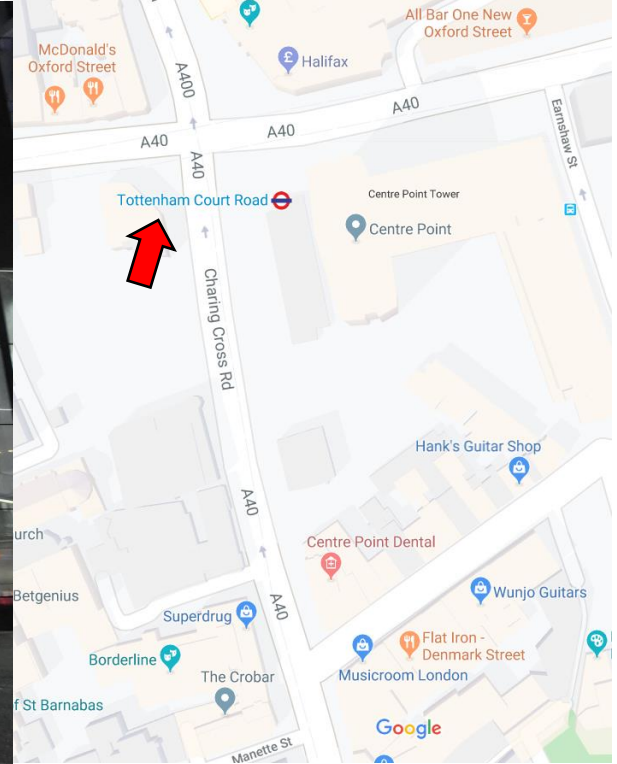 All Bar One New
Oxford Street
McDonald's
Oxford Street
£ Halifax
A400
A40
A40
A40
A40
Earnshaw St
Tottenham Court Road
Centre Point Tower
Centre Point
Charing Cross Rd
Hank's Guitar Shop
A40
urch
Centre Point Dental
Betgenius
Wunjo Guitars
A40
Superdrug
Flat Iron -
Denmark Street
Borderline
Musicroom London
The Crobar
f St Barnabas
Google
Manette St